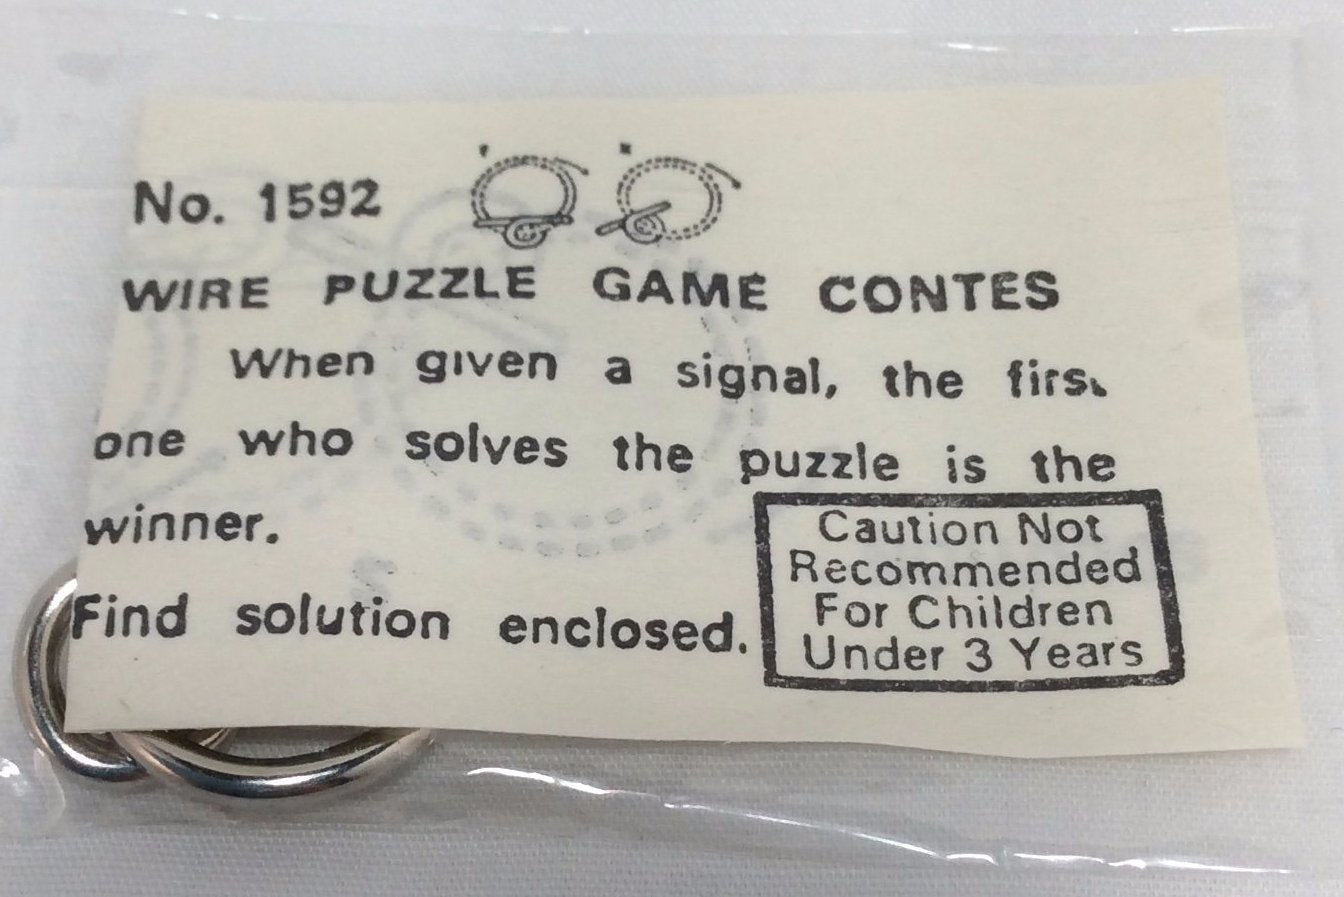 No. 1592
WIRE PUZZLE GAME CONTES
When given a signal, the firs
one who solves the puzzle is the
winner.
Find solution enclosed.
Caution Not
Recommended
For Children
Under 3 Years